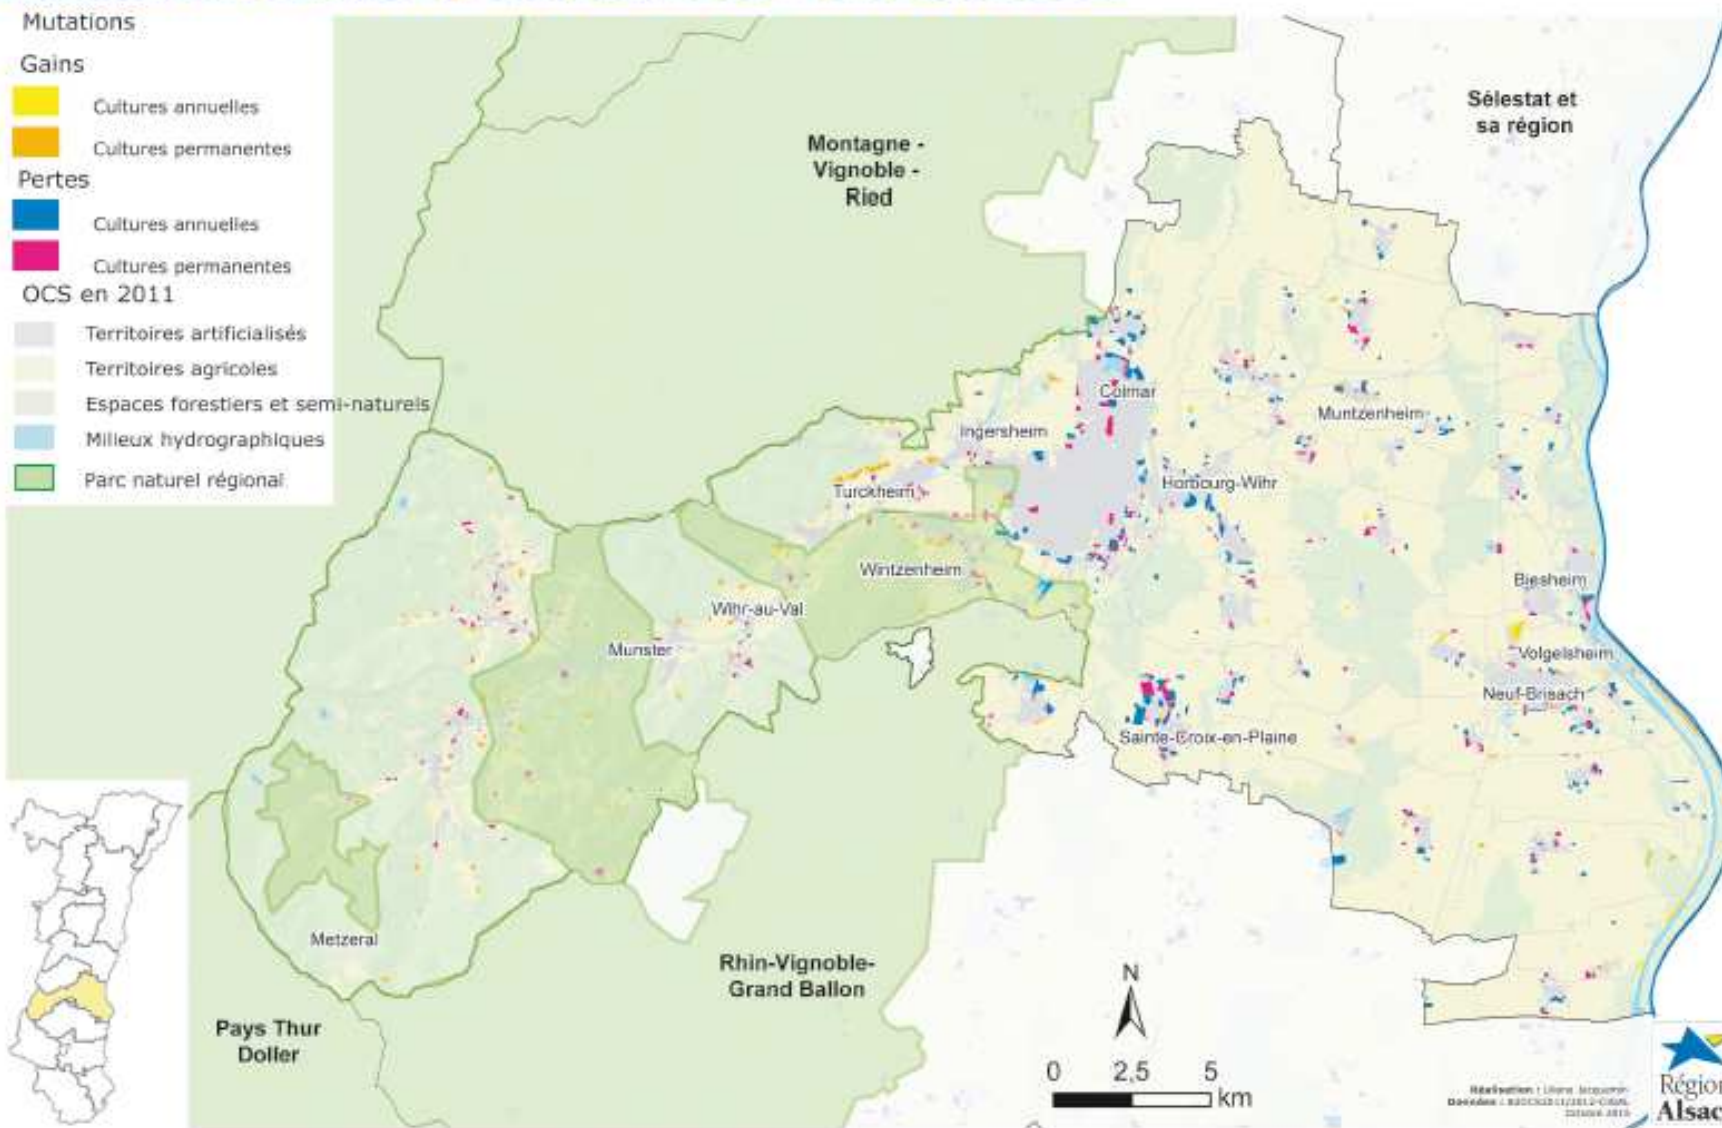 Mutations
Gains
Cultures annuelles
Cultures permanentes
Pertes
Cultures annuelles
Cultures permanentes
OCS en 2011
Territoires artificialisés
Territoires agricoles
Espaces forestiers et semi-naturels
Milieux hydrographiques
Parc naturel régional
Sélestat et
sa région
Montagne -
Vignoble -
Ried
Colmar
Ingersheim
Muntzenheim
Turckheim
Horbourg-Wihr
Wintzenheim
Biesheim
Wihr-au-Val
Munster
Volgelsheim
Neuf-Brisach
Sainte-Croix-en-Plaine
Metzeral
Rhin-Vignoble-
Grand Ballon
Pays Thur
Doller
N
0 2,5 5
km
Réalisation :
Données :
Région
Alsac